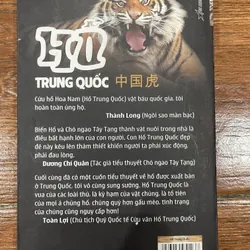 HỔ
TRUNG QUỐC 中国虎
Cứu hổ Hoa Nam (Hổ Trung Quốc) vật báu quốc gia, tôi
hoàn toàn ủng hộ.
Thành Long (Ngôi sao màn bạc)
Biến Hổ và Chó ngao Tây Tạng thành vật nuôi trong nhà là
điều bất hạnh lớn của con người. Con Hổ Trung Quốc đẹp
đẽ này kêu lên thảm thiết khiến người ta phải xúc động
phải đau lòng.
Dương Chí Quân (Tác giả tiểu thuyết Chó ngao Tây Tạng)
Cuối cùng đã có một cuốn tiểu thuyết về hổ được xuất bản
ở Trung Quốc, tôi vô cùng sung sướng. Hổ Trung Quốc là
vua của các loài thú, là kỳ hạm của vật chủng, là tổ tiên
của mọi á chủng hổ, chủng quý hơn gấu mèo, tình trạng
của chúng cũng nguy cấp hơn!
Toàn Lợi (Chủ tịch Quỹ Quốc tế Cứu vãn Hổ Trung Quốc)